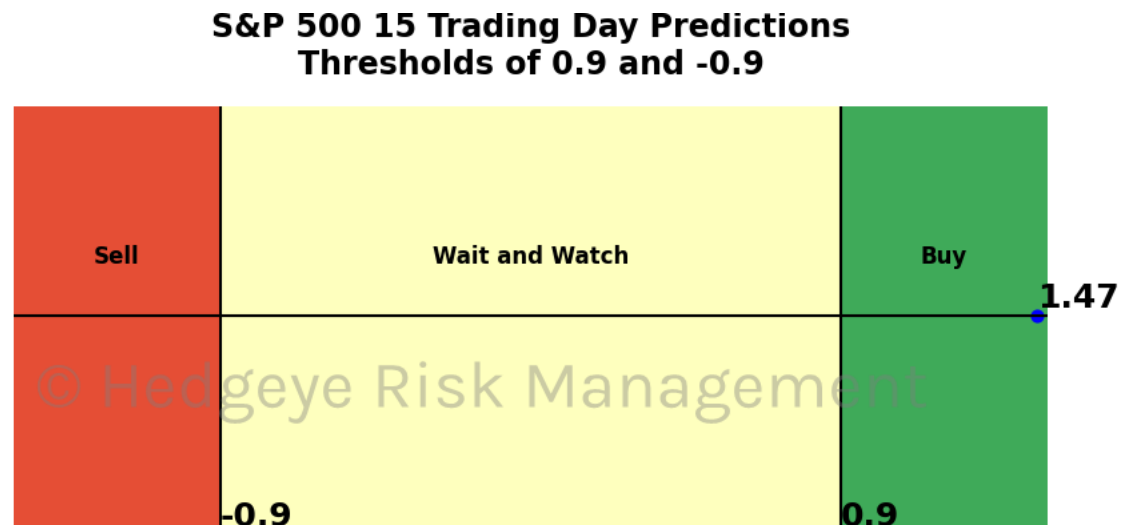 S&P 500 15 Trading Day Predictions
Thresholds of 0.9 and -0.9
Sell
Wait and Watch
Buy
1.47
© Hedgeye Risk Management
-0.9
0.9